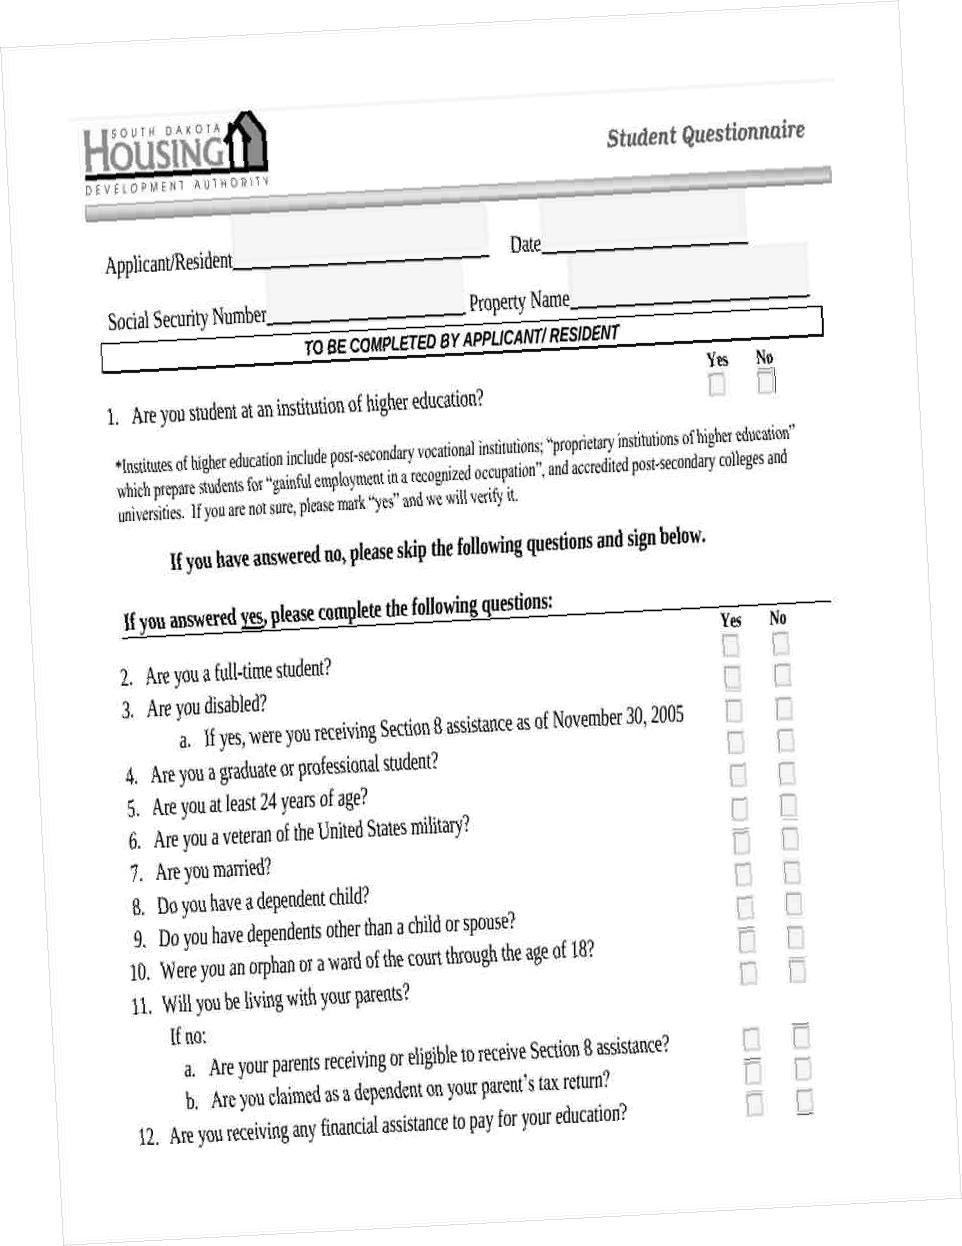 SOUTH DAKOTA
HOUSING
DEVELOPMENT AUTHORITY
Student Questionnaire
Applicant/Resident Date
Social Security Number Property Name
TO BE COMPLETED BY APPLICANT/ RESIDENT
Yes No
1. Are you student at an institution of higher education?
*Institutes of higher education include post-secondary vocational institutions; “proprietary institutions of higher education”
which prepare students for “gainful employment in a recognized occupation”, and accredited post-secondary colleges and
universities. If you are not sure, please mark “yes” and we will verify it.
If you have answered no, please skip the following questions and sign below.
If you answered yes, please complete the following questions:
Yes No
2. Are you a full-time student?
3. Are you disabled?
a. If yes, were you receiving Section 8 assistance as of November 30, 2005
4. Are you a graduate or professional student?
5. Are you at least 24 years of age?
6. Are you a veteran of the United States military?
7. Are you married?
8. Do you have a dependent child?
9. Do you have dependents other than a child or spouse?
10. Were you an orphan or a ward of the court through the age of 18?
11. Will you be living with your parents?
If no:
a. Are your parents receiving or eligible to receive Section 8 assistance?
b. Are you claimed as a dependent on your parent’s tax return?
12. Are you receiving any financial assistance to pay for your education?